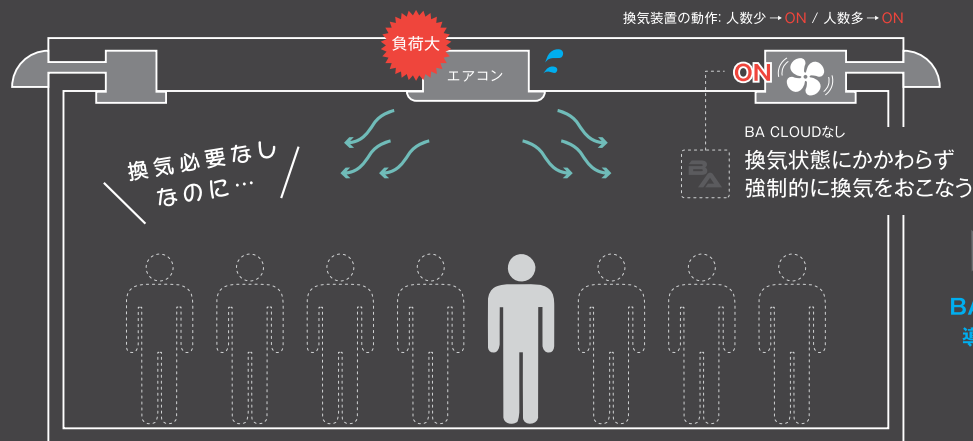 換気装置の動作: 人数少→ON / 人数多→ON
負荷大
エアコン
ON
換気必要なし
なのに…
BA CLOUDなし
BA
換気状態にかかわらず
強制的に換気をおこなう
BA